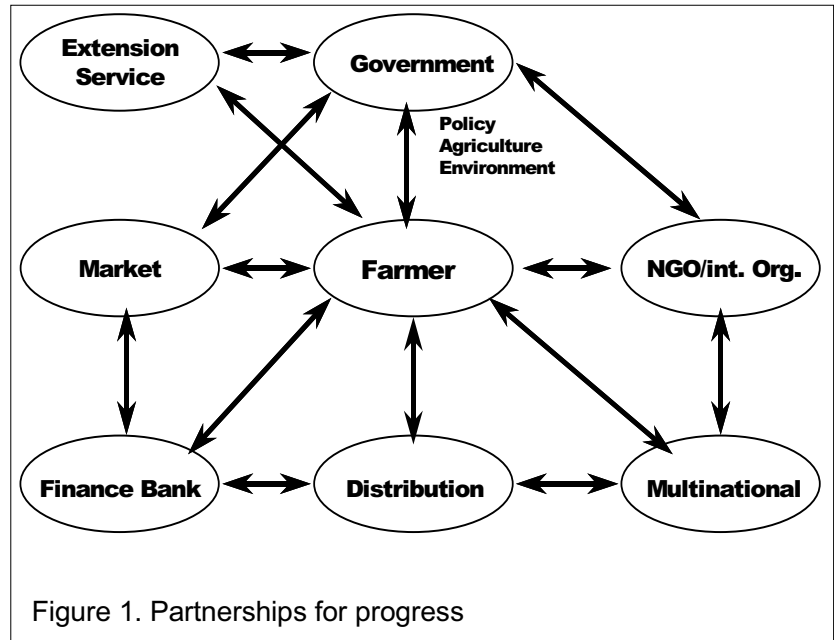 Extension
Service
Government
Policy
Agriculture
Environment
Market
Farmer
NGO/int. Org.
Finance Bank
Distribution
Multinational
Figure 1. Partnerships for progress